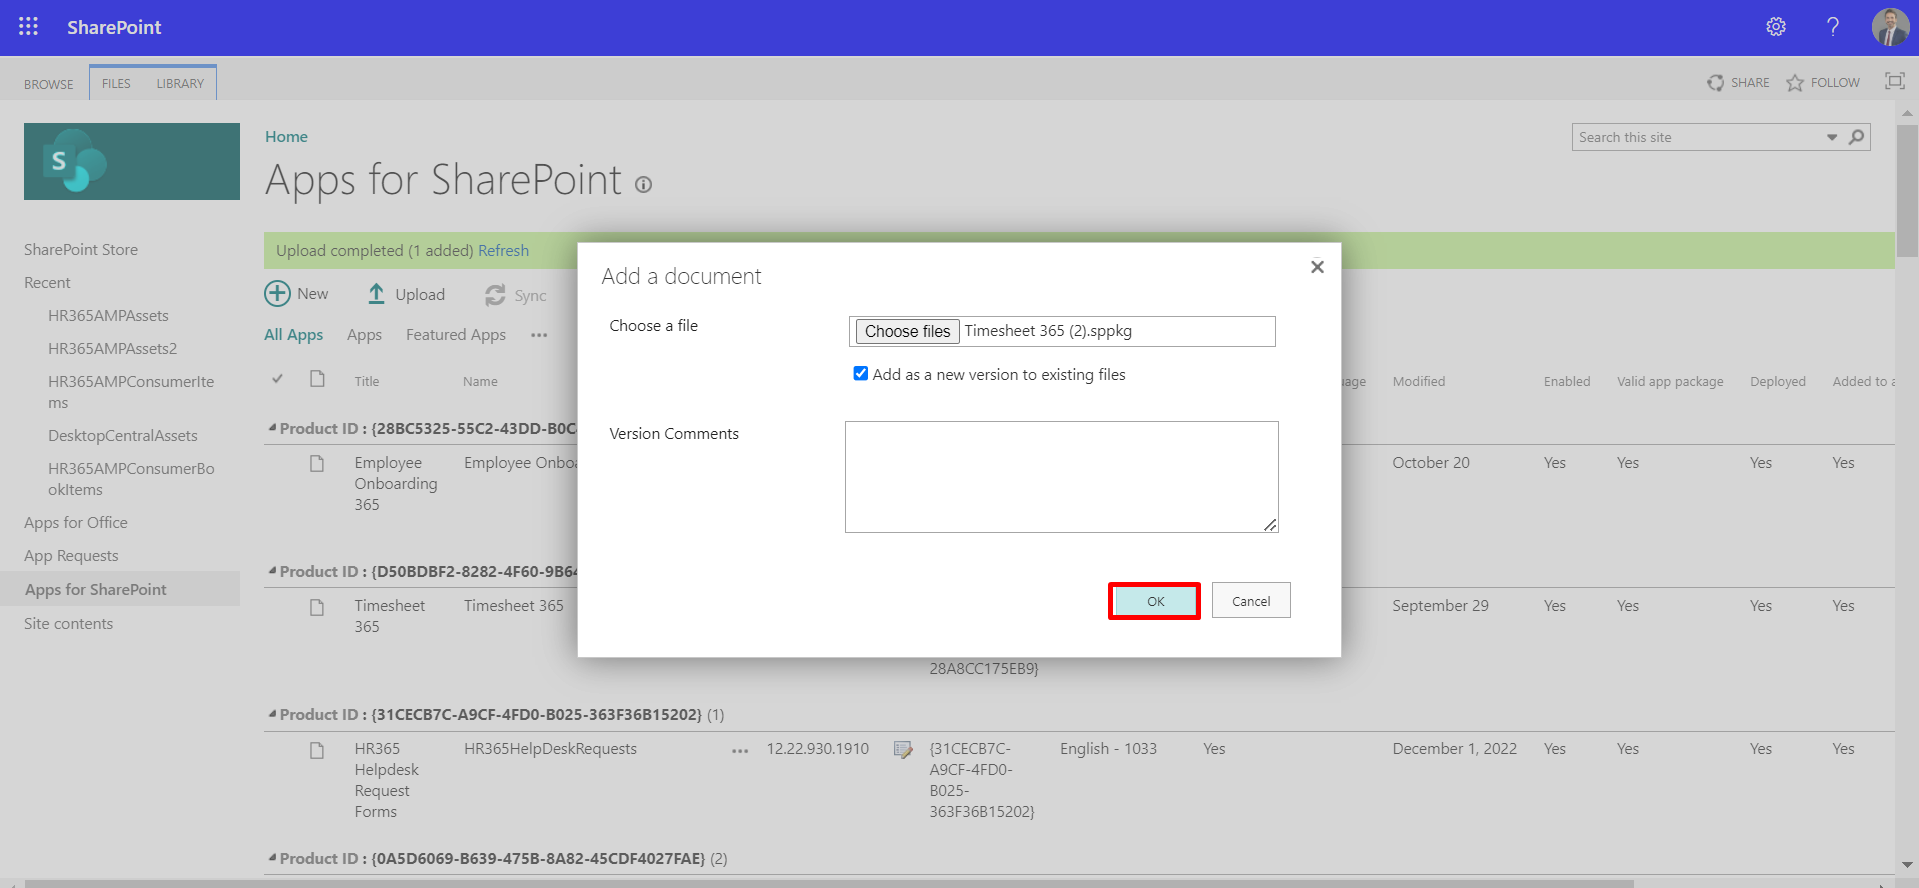 SharePoint
BROWSE FILES LIBRARY SHARE FOLLOW
S
Home
Search this site
Apps for SharePoint
SharePoint Store
Recent
HR365AMPAssets
HR365AMPAssets2
HR365AMPConsumerIte
ms
DesktopCentralAssets
HR365AMPConsumerBo
okItems
Apps for Office
App Requests
Apps for SharePoint
Site contents
Upload completed (1 added) Refresh
New Upload Sync
All Apps Apps Featured Apps ...
Title Name Modified Enabled Valid app package Deployed Added to a
Product ID : {28BC5325-55C2-43DD-B0C
Employee
Onboarding
365
Employee Onbo
October 20 Yes Yes Yes Yes
Product ID : {D50BDBF2-8282-4F60-9B64
Timesheet
365
Timesheet 365
28A8CC175EB9}
September 29 Yes Yes Yes Yes
Product ID : {31CECB7C-A9CF-4FD0-B025-363F36B15202} (1)
HR365
Helpdesk
Request
Forms
HR365HelpDeskRequests ... 12.22.930.1910
{31CECB7C-
A9CF-4FD0-
B025-
363F36B15202}
English - 1033 Yes December 1, 2022 Yes Yes Yes Yes
Product ID : {0A5D6069-B639-475B-8A82-45CDF4027FAE} (2)
Add a document
Choose a file
Choose files Timesheet 365 (2).sppkg
Add as a new version to existing files
Version Comments
OK Cancel